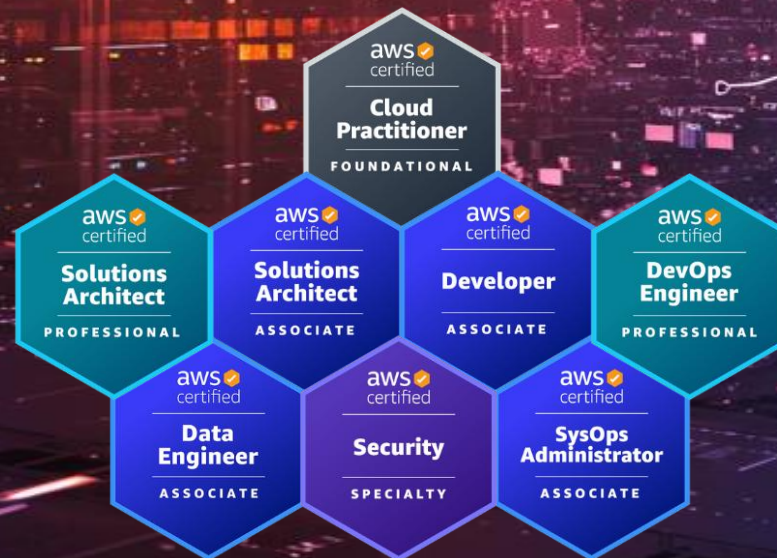 aws
certified
Cloud
Practitioner
FOUNDATIONAL
aws
certified
Solutions
Architect
PROFESSIONAL
aws
certified
Solutions
Architect
ASSOCIATE
aws
certified
Developer
ASSOCIATE
aws
certified
DevOps
Engineer
PROFESSIONAL
aws
certified
Data
Engineer
ASSOCIATE
aws
certified
Security
SPECIALTY
aws
certified
SysOps
Administrator
ASSOCIATE